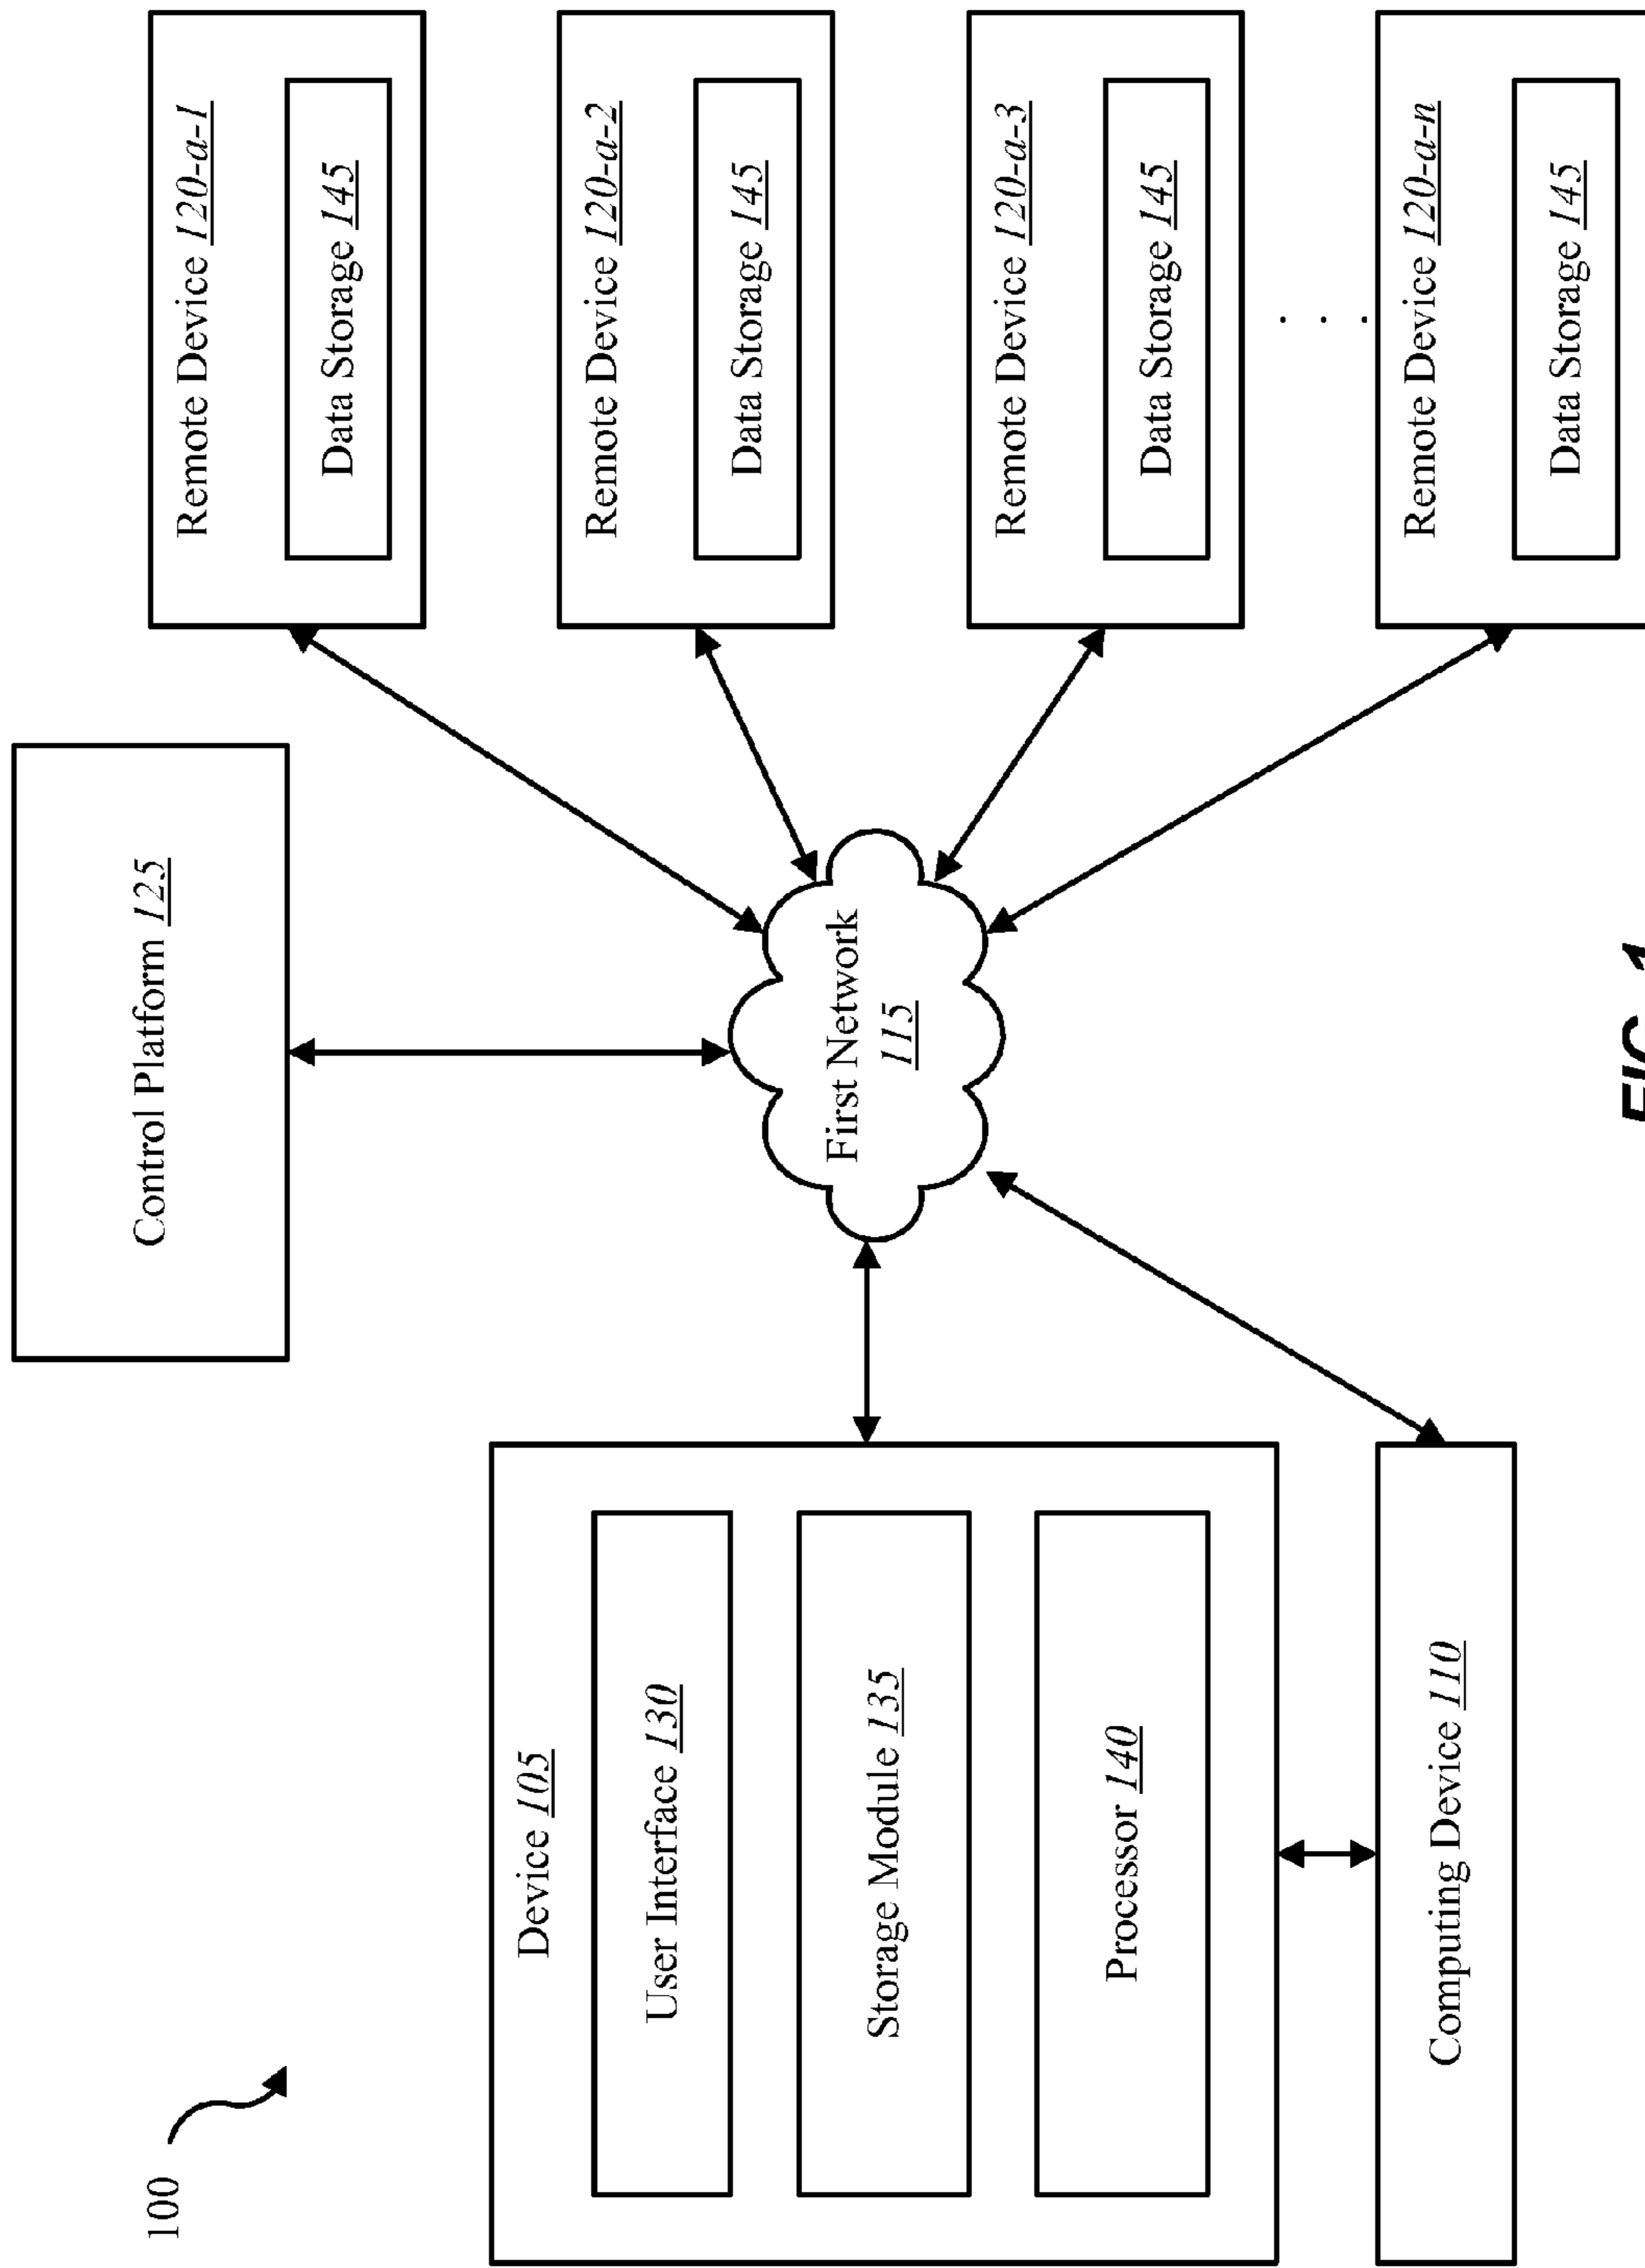 100
Control Platform 125
Device 105
User Interface 130
Storage Module 135
Processor 140
Computing Device 110
First Network
115
Remote Device 120-a-1
Data Storage 145
Remote Device 120-a-2
Data Storage 145
Remote Device 120-a-3
Data Storage 145
. . .
Remote Device 120-a-n
Data Storage 145
FIG. 1